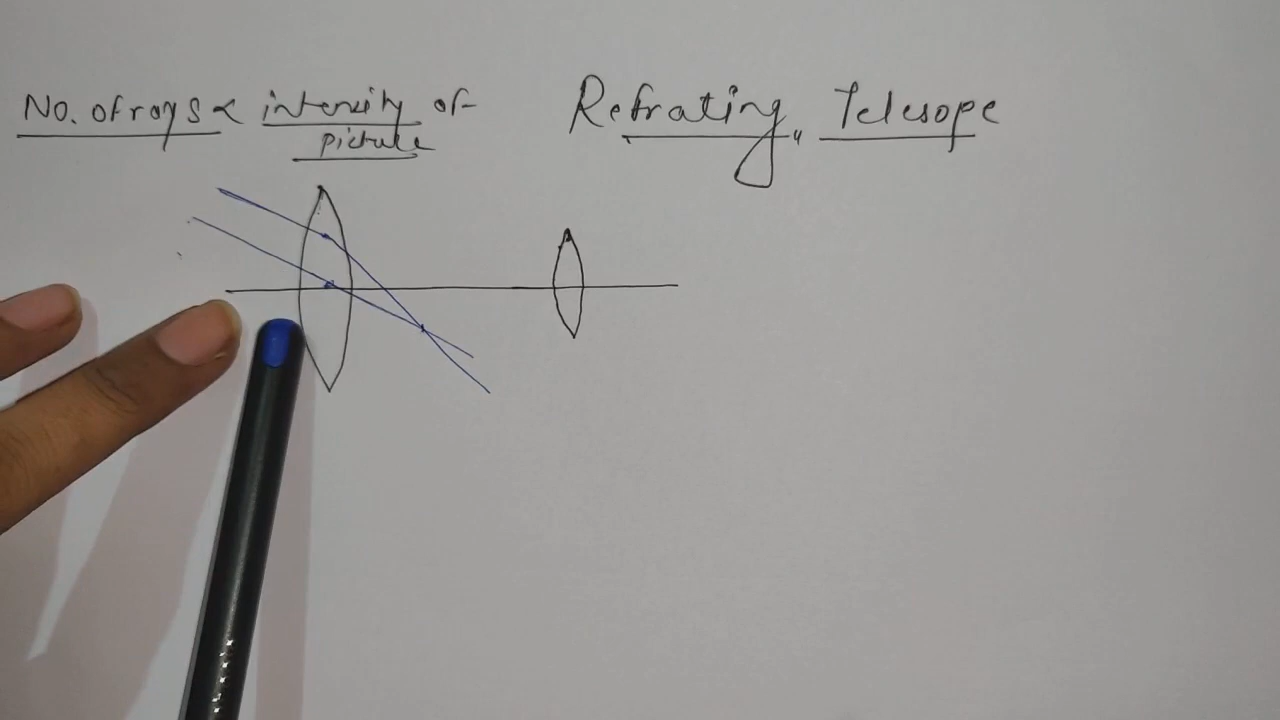 No. of rays ∝ intensity of
picture
Refrating Telesope